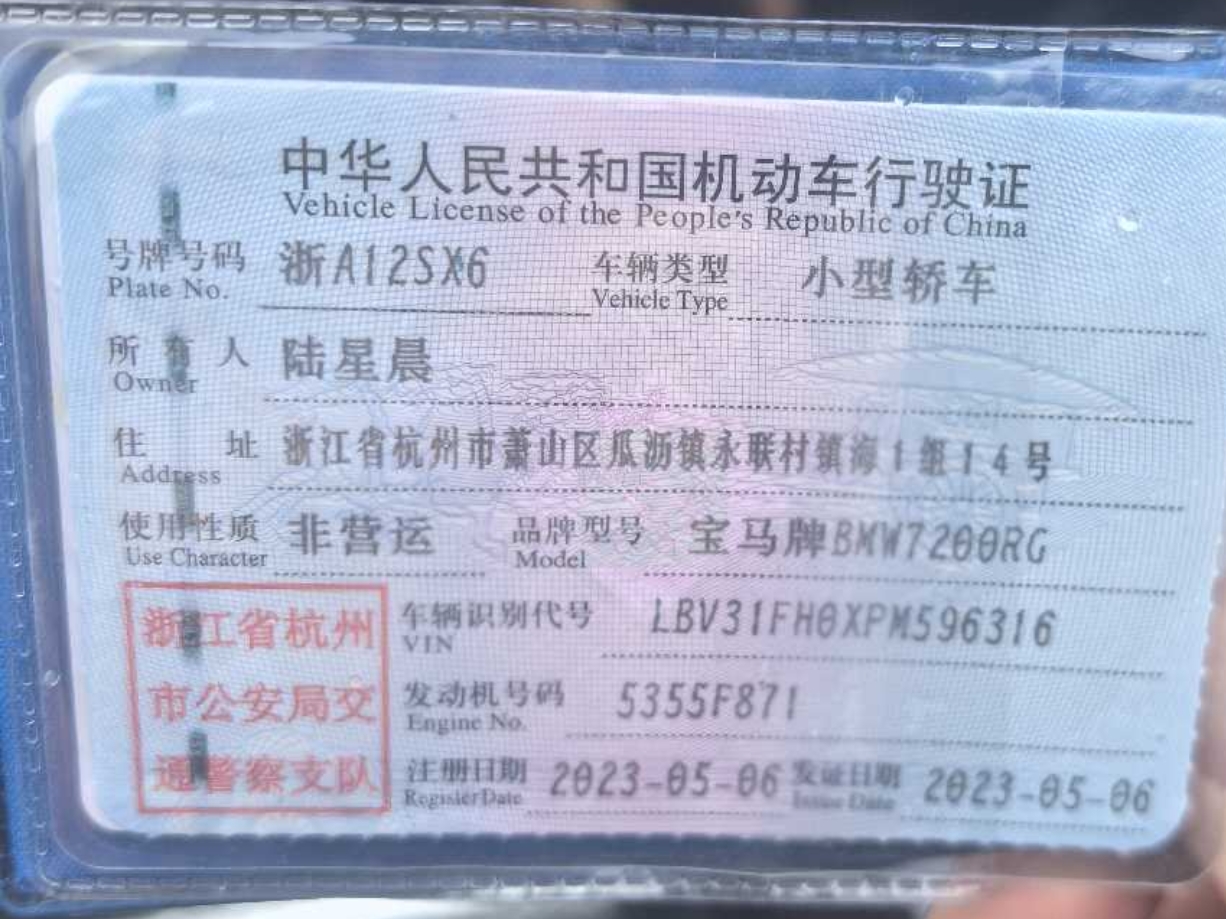 中华人民共和国机动车行驶证
Vehicle License of the People's Republic of China
号牌号码 浙A12SX6 车辆类型 小型轿车
Plate No. Vehicle Type
所有人 陆星晨
Owner
住址 浙江省杭州市萧山区瓜沥镇永联村镇海1组14号
Address
使用性质 非营运 品牌型号 宝马牌BMW7200RG
Use Character Model
浙江省杭州 车辆识别代号 LBV31FH0XPM596316
VIN
市公安局交 发动机号码 5355F871
Engine No.
通警察支队 注册日期 2023-05-06 发证日期 2023-05-06
Register Date Issue Date